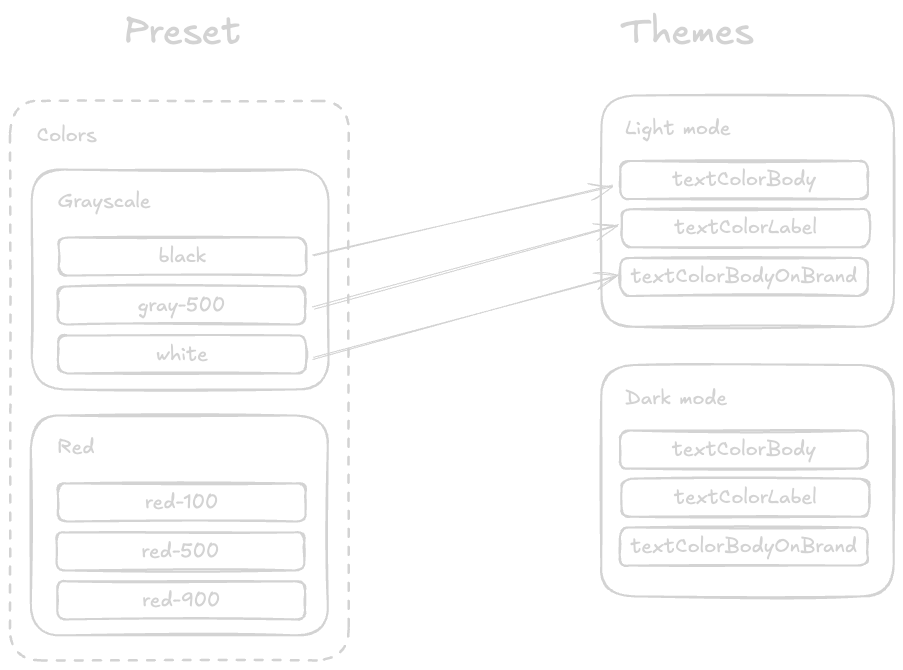 Preset
Themes
Colors
Grayscale
black
gray-500
white
Red
red-100
red-500
red-900
Light mode
textColorBody
textColorLabel
textColorBodyOnBrand
Dark mode
textColorBody
textColorLabel
textColorBodyOnBrand